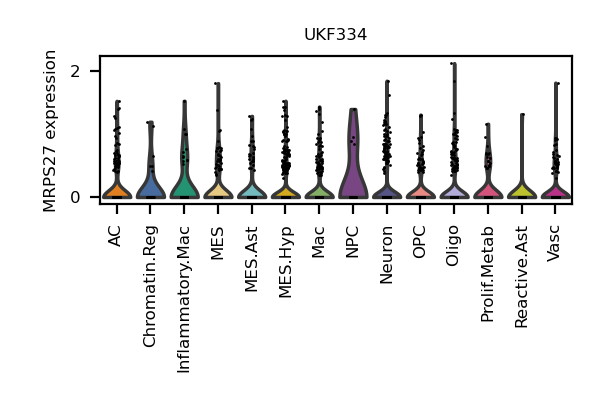 UKF334
MRPS27 expression
2
0
AC
Chromatin.Reg
Inflammatory.Mac
MES
MES.Ast
MES.Hyp
Mac
NPC
Neuron
OPC
Oligo
Prolif.Metab
Reactive.Ast
Vasc